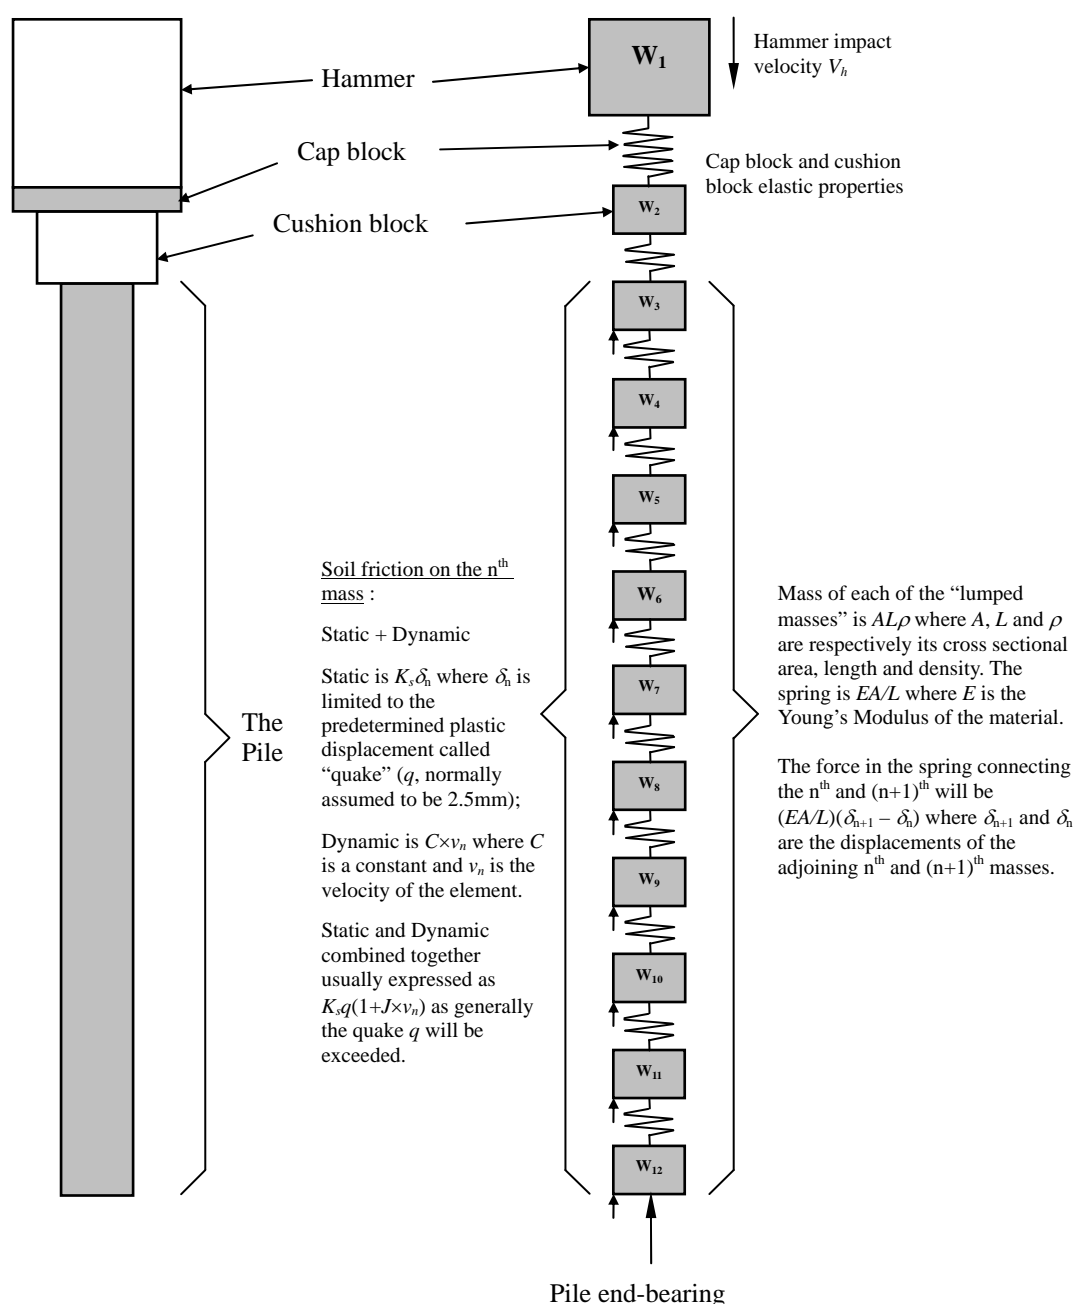 Hammer
Cap block
Cushion block
The
Pile
W₁
Hammer impact
velocity Vₕ
Cap block and cushion
block elastic properties
W₂
W₃
W₄
W₅
W₆
W₇
W₈
W₉
W₁₀
W₁₁
W₁₂
Soil friction on the nᵗʰ
mass :
Static + Dynamic
Static is Kₛδₙ where δₙ is
limited to the
predetermined plastic
displacement called
“quake” (q, normally
assumed to be 2.5mm);
Dynamic is C×vₙ where C
is a constant and vₙ is the
velocity of the element.
Static and Dynamic
combined together
usually expressed as
Kₛq(1+J×vₙ) as generally
the quake q will be
exceeded.
Mass of each of the “lumped
masses” is ALρ where A, L and ρ
are respectively its cross sectional
area, length and density. The
spring is EA/L where E is the
Young’s Modulus of the material.
The force in the spring connecting
the nᵗʰ and (n+1)ᵗʰ will be
(EA/L)(δₙ₊₁ – δₙ) where δₙ₊₁ and δₙ
are the displacements of the
adjoining nᵗʰ and (n+1)ᵗʰ masses.
Pile end-bearing